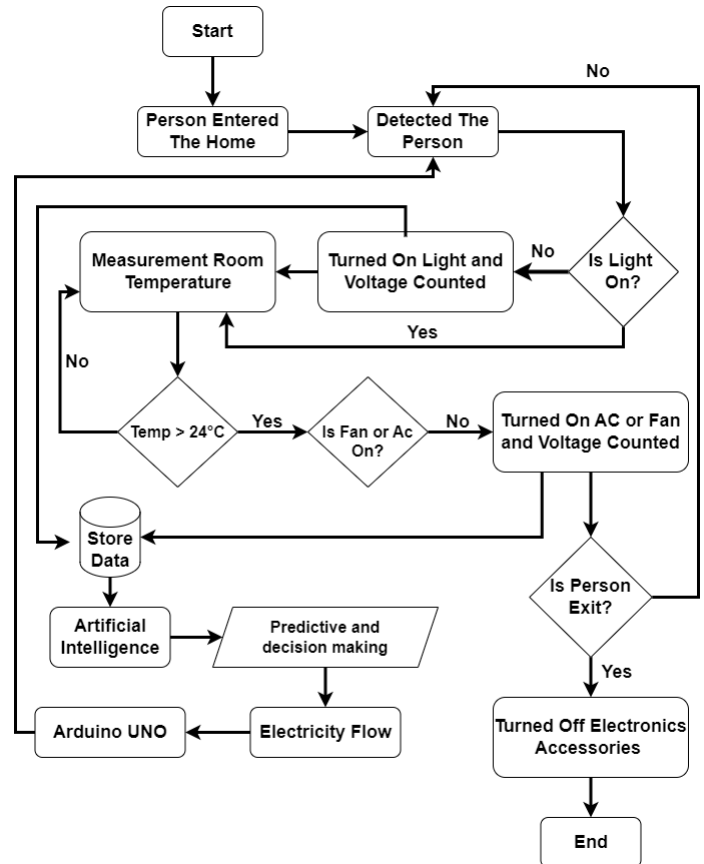 Start
No
Person Entered
The Home
Detected The
Person
Measurement Room
Temperature
Turned On Light and
Voltage Counted
No
Is Light
On?
Yes
No
Temp > 24°C
Yes
Is Fan or Ac
On?
No
Turned On AC or Fan
and Voltage Counted
Store
Data
Is Person
Exit?
Artificial
Intelligence
Predictive and
decision making
Yes
Arduino UNO
Electricity Flow
Turned Off Electronics
Accessories
End